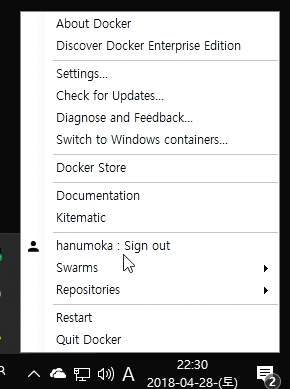 About Docker
Discover Docker Enterprise Edition
Settings...
Check for Updates...
Diagnose and Feedback...
Switch to Windows containers...
Docker Store
Documentation
Kitematic
hanumoka : Sign out
Swarms
Repositories
Restart
Quit Docker
A
22:30
2018-04-28-(토)
2